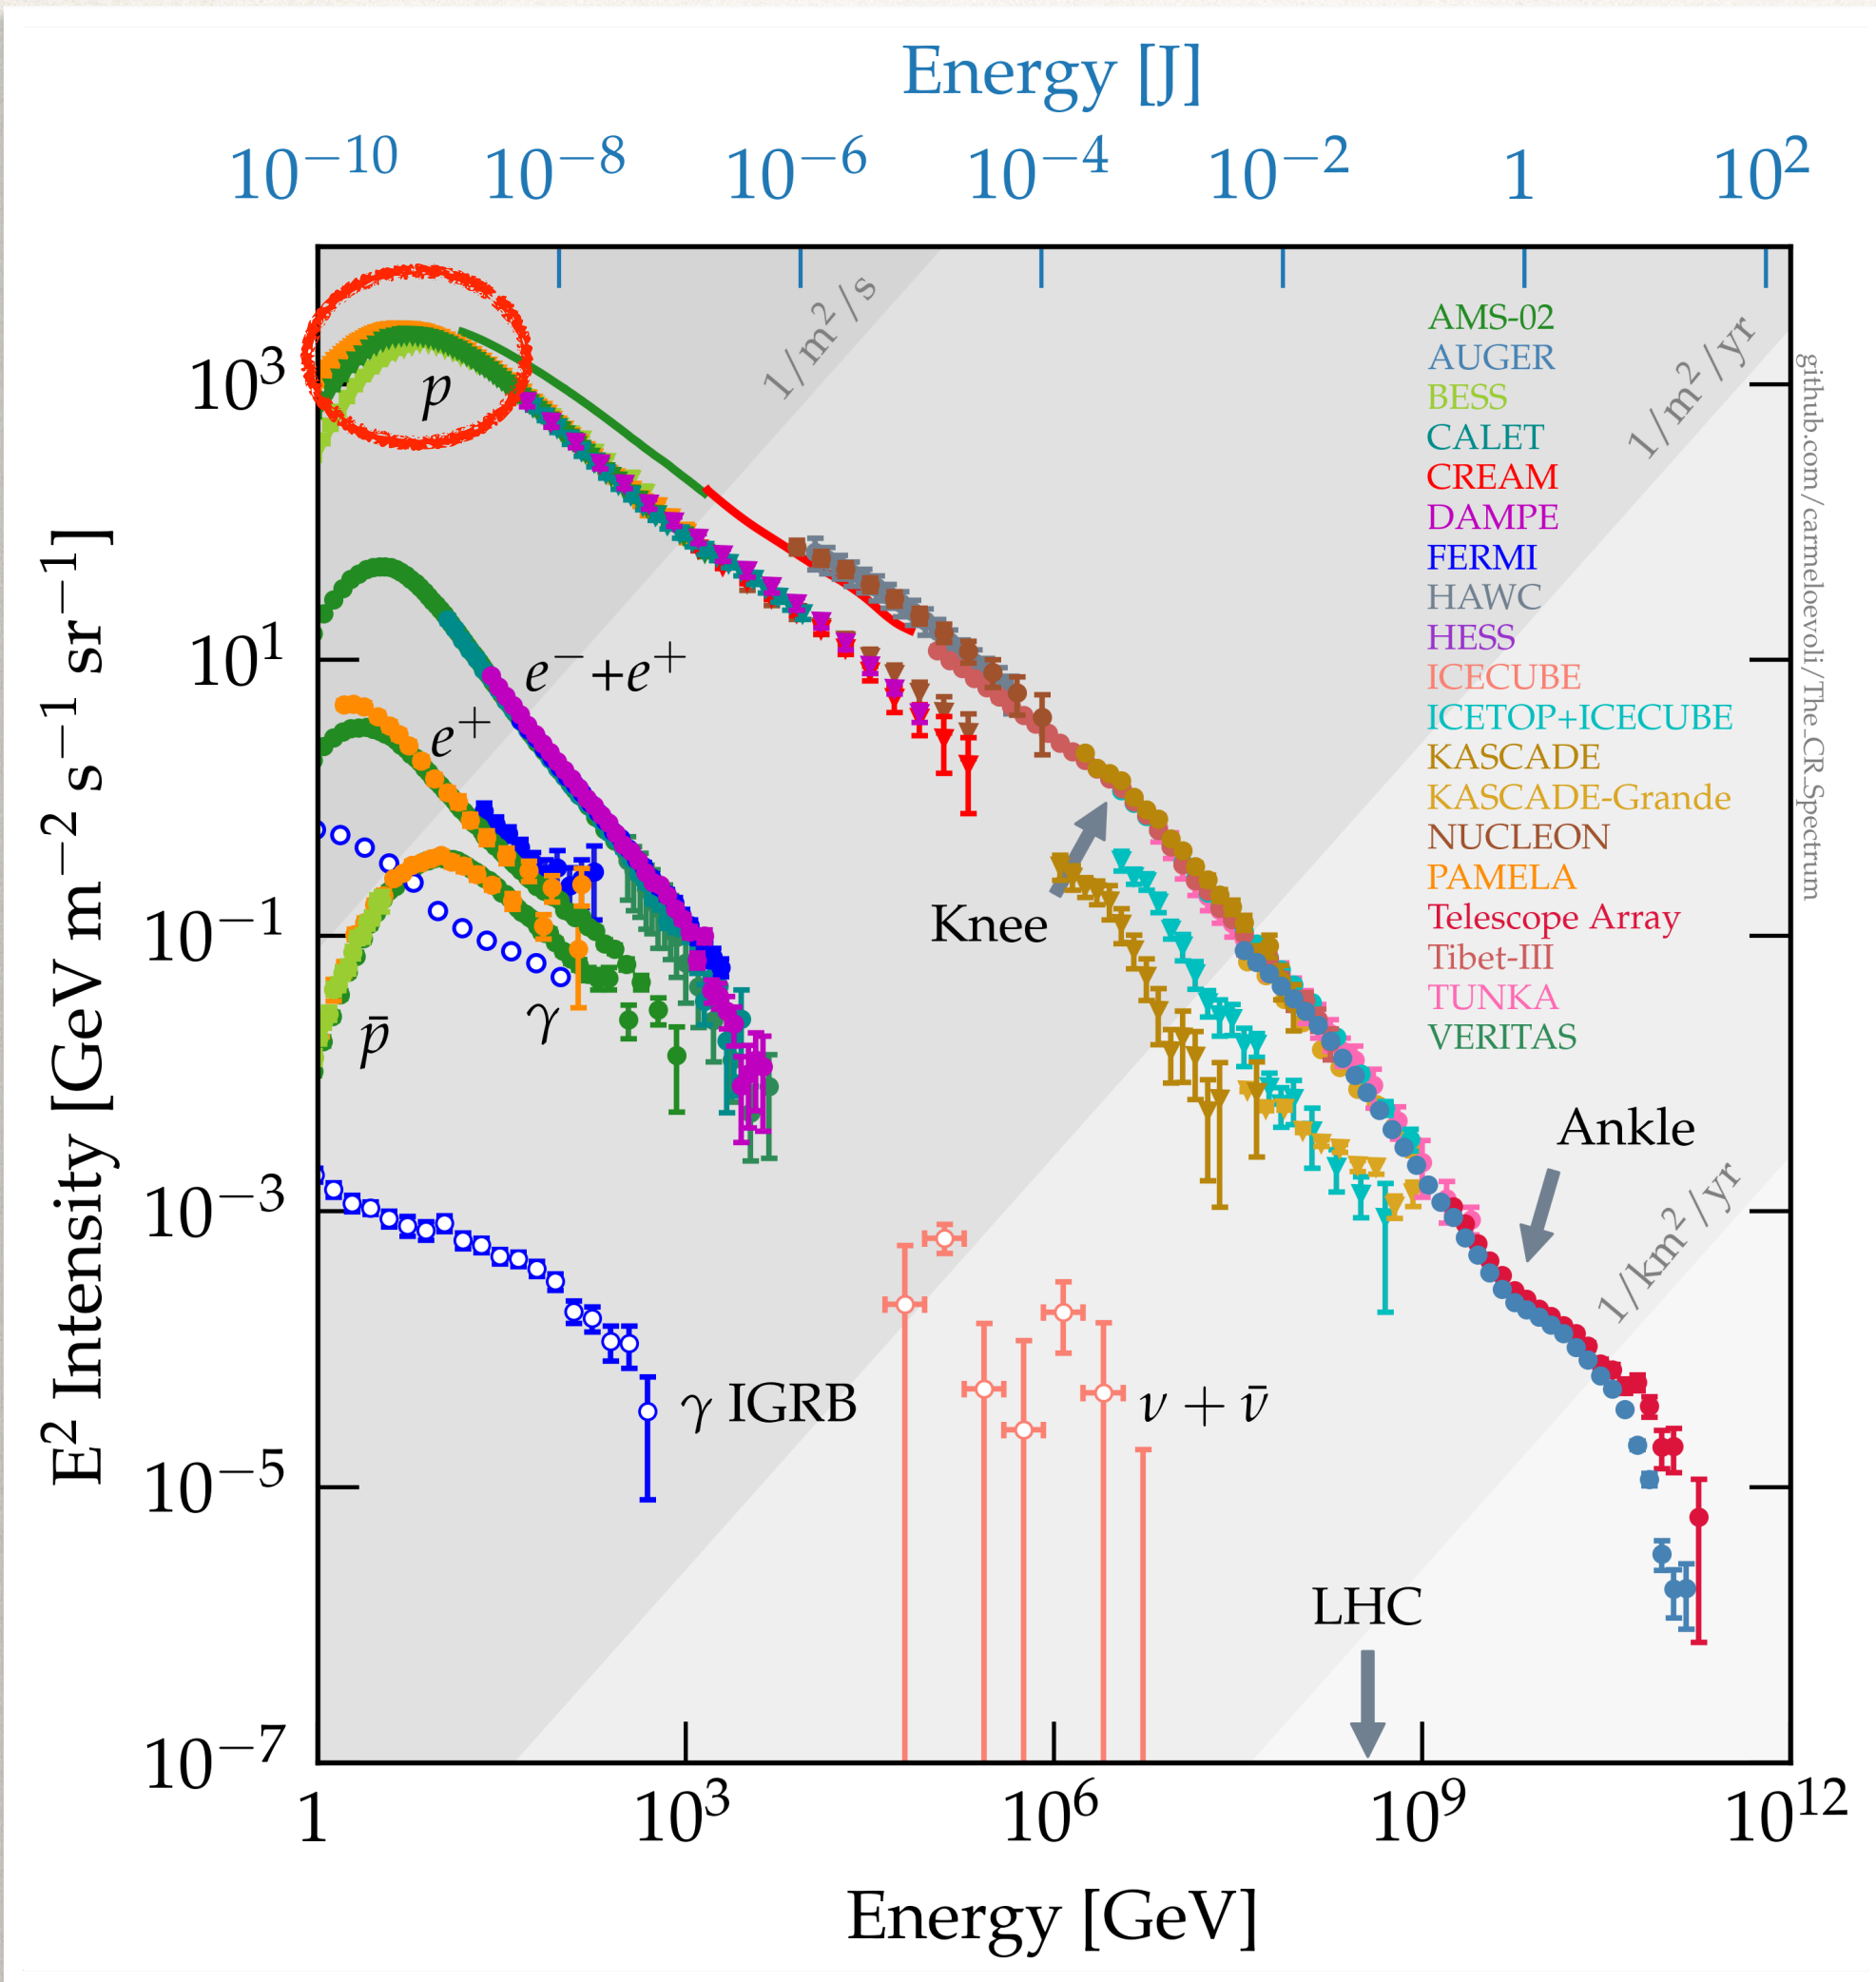 Energy [J]
10⁻¹⁰ 10⁻⁸ 10⁻⁶ 10⁻⁴ 10⁻² 1 10²
1/m²/s
1/m²/yr
1/km²/yr
E² Intensity [GeV m⁻² s⁻¹ sr⁻¹]
10³
10¹
10⁻¹
10⁻³
10⁻⁵
10⁻⁷
p
e⁻+e⁺
e⁺
p̄
γ
γ IGRB
ν + ν̄
Knee
Ankle
LHC
AMS-02
AUGER
BESS
CALET
CREAM
DAMPE
FERMI
HAWC
HESS
ICECUBE
ICETOP+ICECUBE
KASCADE
KASCADE-Grande
NUCLEON
PAMELA
Telescope Array
Tibet-III
TUNKA
VERITAS
github.com/carmeloevoli/The_CR_Spectrum
1 10³ 10⁶ 10⁹ 10¹²
Energy [GeV]